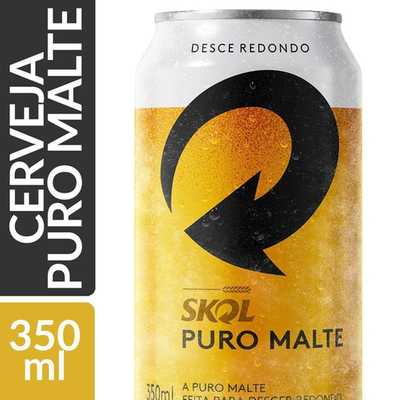 CERVEJA
PURO MALTE
350
ml
DESCE REDONDO
SKOL
PURO MALTE
350ml
A PURO MALTE
FEITA PARA DESCER REDONDO